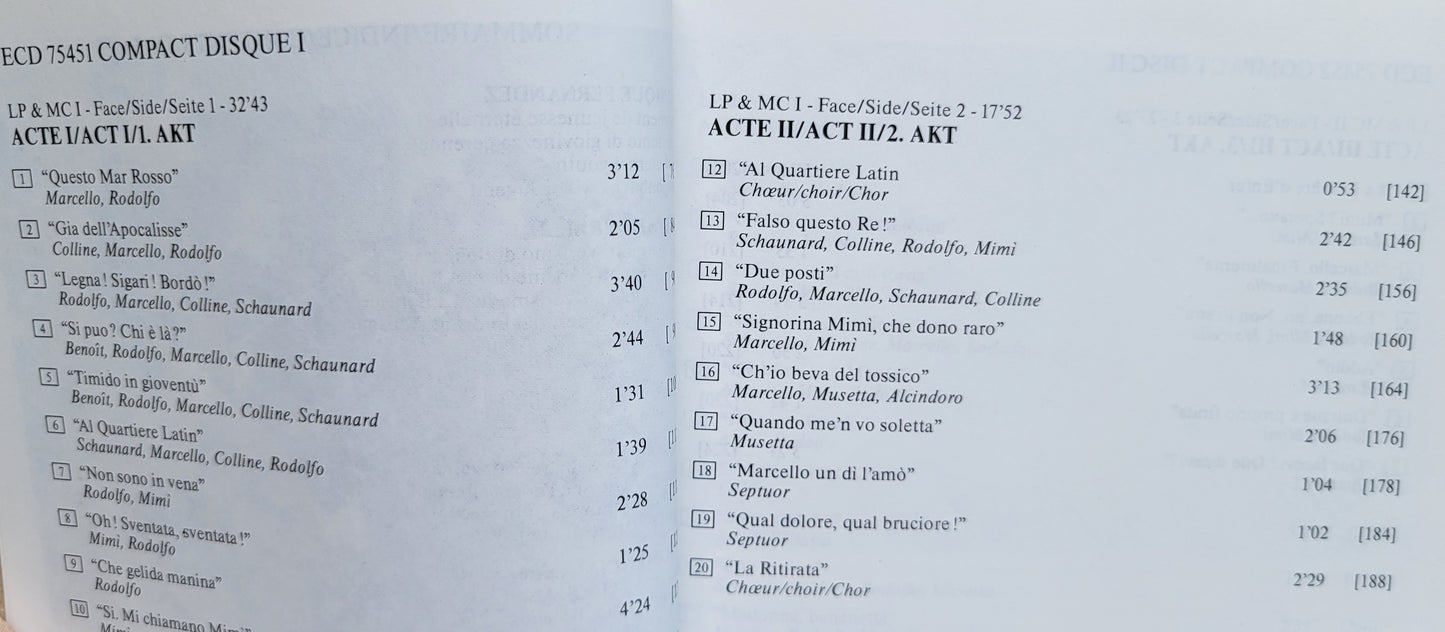 ECD 75451 COMPACT DISQUE I
LP & MC I - Face/Side/Seite 1 - 32’43
ACTE I/ACT I/1. AKT
1 “Questo Mar Rosso” 3’12
Marcello, Rodolfo
2 “Gia dell’Apocalisse” 2’05
Colline, Marcello, Rodolfo
3 “Legna! Sigari! Bordò!” 3’40
Rodolfo, Marcello, Colline, Schaunard
4 “Si puo? Chi è là?” 2’44
Benoît, Rodolfo, Marcello, Colline, Schaunard
5 “Timido in gioventù” 1’31
Benoît, Rodolfo, Marcello, Colline, Schaunard
6 “Al Quartiere Latin” 1’39
Schaunard, Marcello, Colline, Rodolfo
7 “Non sono in vena” 2’28
Rodolfo, Mimì
8 “Oh! Sventata, sventata!” 1’25
Mimì, Rodolfo
9 “Che gelida manina” 4’24
Rodolfo
10 “Si. Mi chiamano Mimì”
LP & MC I - Face/Side/Seite 2 - 17’52
ACTE II/ACT II/2. AKT
12 “Al Quartiere Latin 0’53 [142]
Chœur/choir/Chor
13 “Falso questo Re!” 2’42 [146]
Schaunard, Colline, Rodolfo, Mimì
14 “Due posti” 2’35 [156]
Rodolfo, Marcello, Schaunard, Colline
15 “Signorina Mimì, che dono raro” 1’48 [160]
Marcello, Mimì
16 “Ch’io beva del tossico” 3’13 [164]
Marcello, Musetta, Alcindoro
17 “Quando me’n vo soletta” 2’06 [176]
Musetta
18 “Marcello un dì l’amò” 1’04 [178]
Septuor
19 “Qual dolore, qual bruciore!” 1’02 [184]
Septuor
20 “La Ritirata” 2’29 [188]
Chœur/choir/Chor